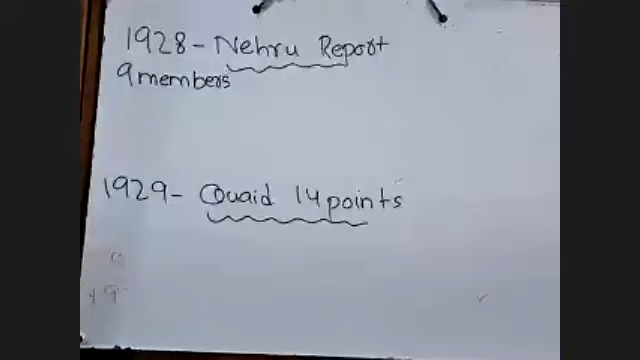 1928 - Nehru Report
9 members
1929 - Quaid 14 points